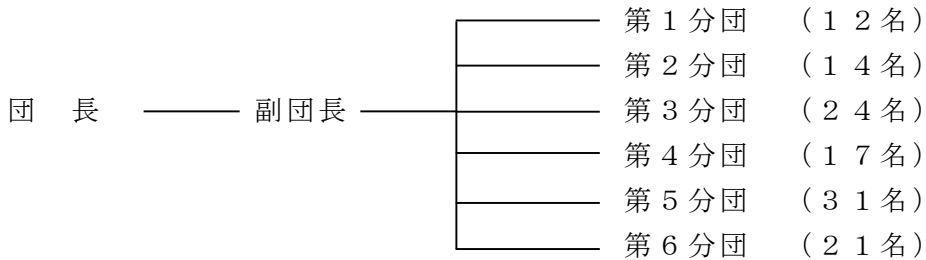 第１分団　（１２名）
第２分団　（１４名）
団　長　副団長　第３分団　（２４名）
第４分団　（１７名）
第５分団　（３１名）
第６分団　（２１名）